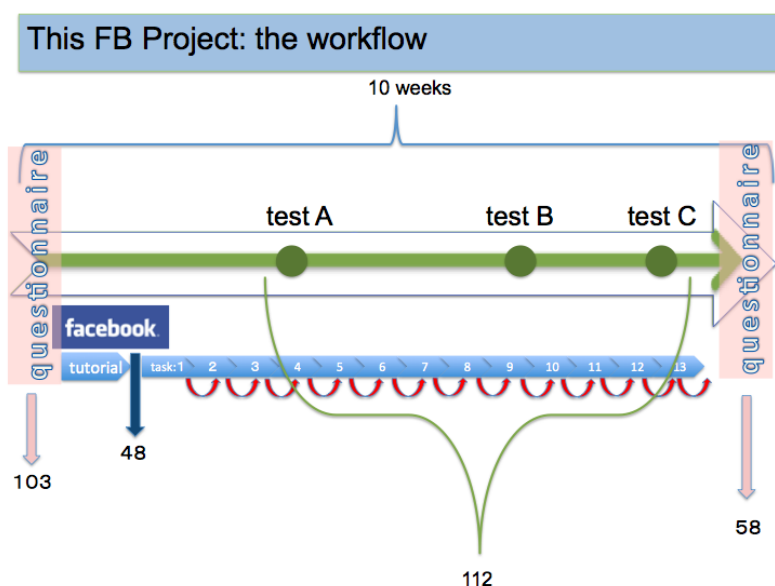 This FB Project: the workflow
10 weeks
questionnaire
questionnaire
test A
test B
test C
facebook.
tutorial
task:1 2 3 4 5 6 7 8 9 10 11 12 13
48
103
58
112